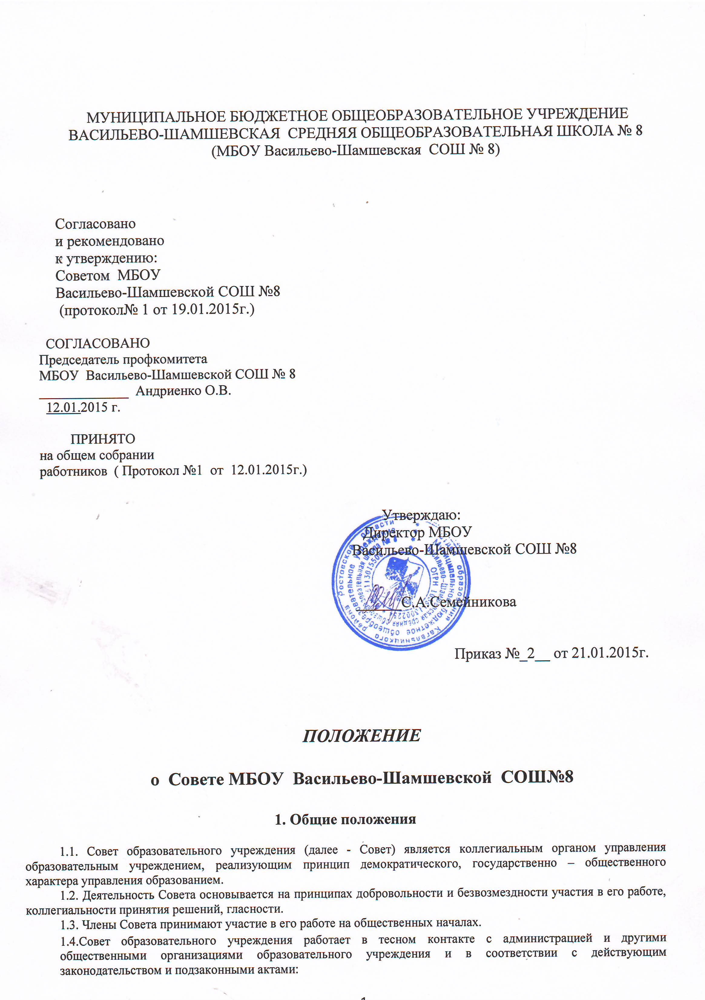 МУНИЦИПАЛЬНОЕ БЮДЖЕТНОЕ ОБЩЕОБРАЗОВАТЕЛЬНОЕ УЧРЕЖДЕНИЕ
ВАСИЛЬЕВО-ШАМШЕВСКАЯ СРЕДНЯЯ ОБЩЕОБРАЗОВАТЕЛЬНАЯ ШКОЛА № 8
(МБОУ Васильево-Шамшевская СОШ № 8)
Согласовано
и рекомендовано
к утверждению:
Советом МБОУ
Васильево-Шамшевской СОШ №8
(протокол№ 1 от 19.01.2015г.)
СОГЛАСОВАНО
Председатель профкомитета
МБОУ Васильево-Шамшевской СОШ № 8
_____________ Андриенко О.В.
12.01.2015 г.
ПРИНЯТО
на общем собрании
работников ( Протокол №1 от 12.01.2015г.)
Утверждаю:
Директор МБОУ
Васильево-Шамшевской СОШ №8
______С.А.Семейникова
Приказ №_2__ от 21.01.2015г.
ПОЛОЖЕНИЕ
о Совете МБОУ Васильево-Шамшевской СОШ№8
1. Общие положения
1.1. Совет образовательного учреждения (далее - Совет) является коллегиальным органом управления
образовательным учреждением, реализующим принцип демократического, государственно – общественного
характера управления образованием.
1.2. Деятельность Совета основывается на принципах добровольности и безвозмездности участия в его работе,
коллегиальности принятия решений, гласности.
1.3. Члены Совета принимают участие в его работе на общественных началах.
1.4.Совет образовательного учреждения работает в тесном контакте с администрацией и другими
общественными организациями образовательного учреждения и в соответствии с действующим
законодательством и подзаконными актами: